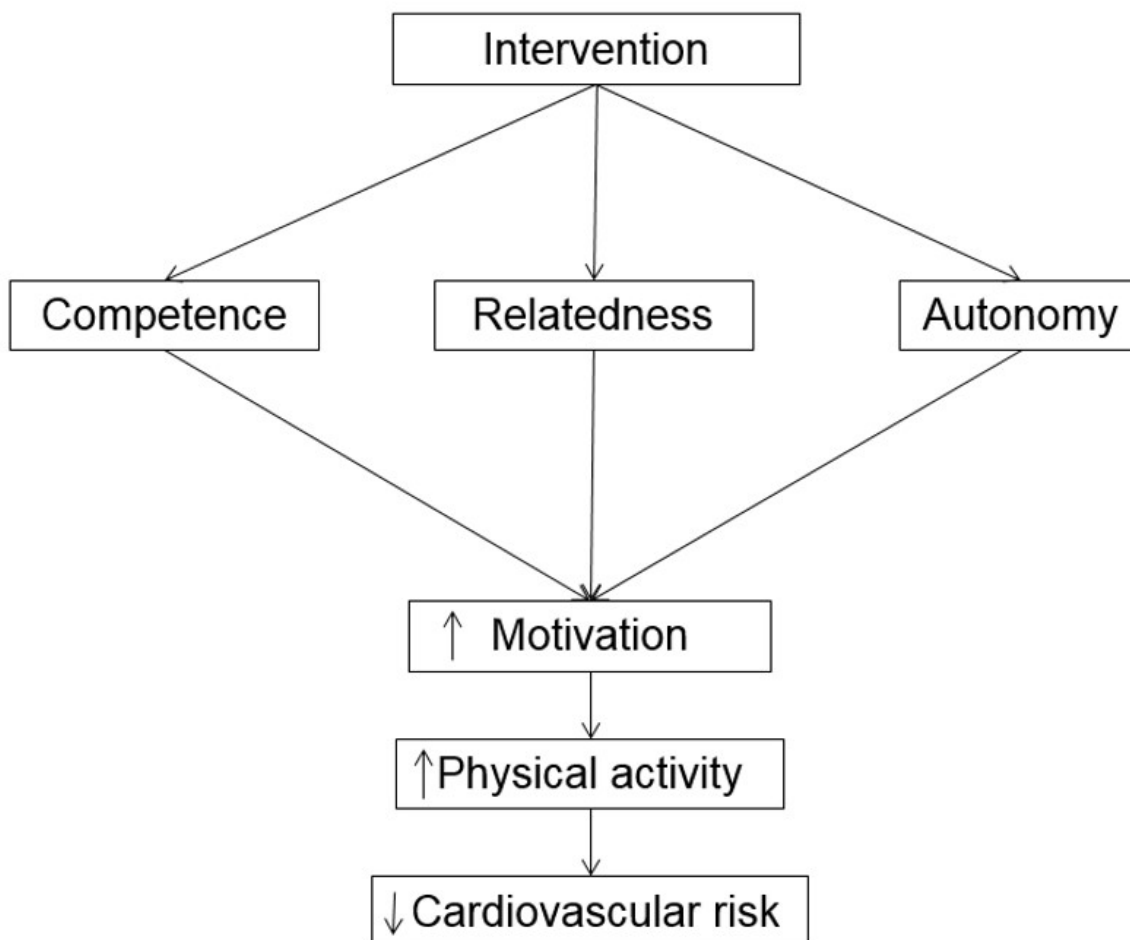 Intervention
Competence
Relatedness
Autonomy
↑ Motivation
↑ Physical activity
↓ Cardiovascular risk